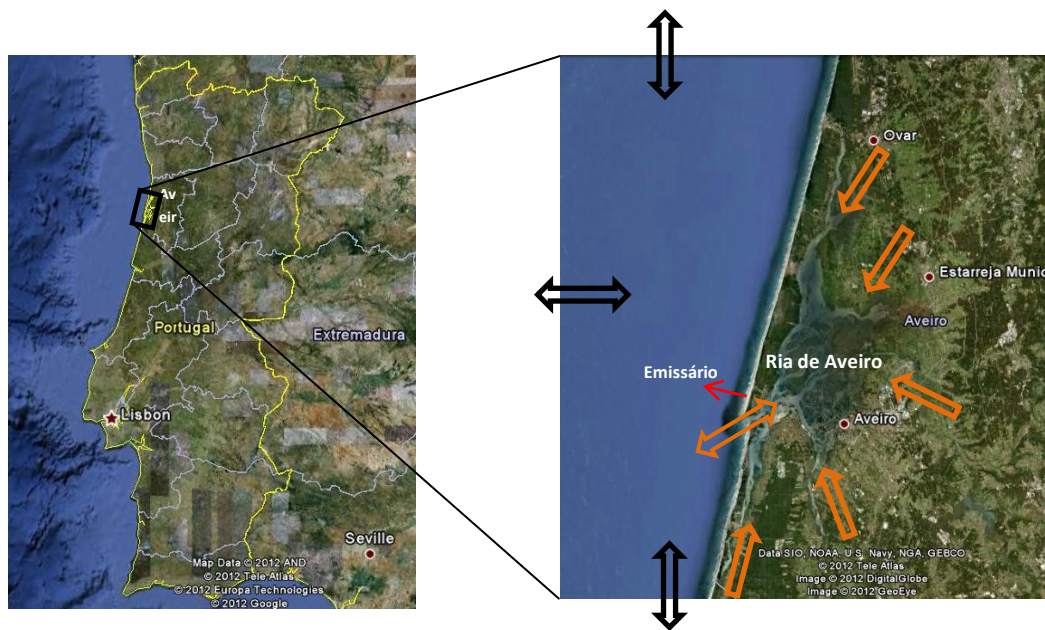 Av
eir
Portugal
Extremadura
Lisbon
Seville
Map Data © 2012 AND
© 2012 Tele Atlas
© 2012 Europa Technologies
© 2012 Google
Ovar
Estarreja Munic
Aveiro
Ria de Aveiro
Emissário
Aveiro
Data SIO, NOAA, U.S. Navy, NGA, GEBCO
© 2012 Tele Atlas
Image © 2012 DigitalGlobe
Image © 2012 GeoEye